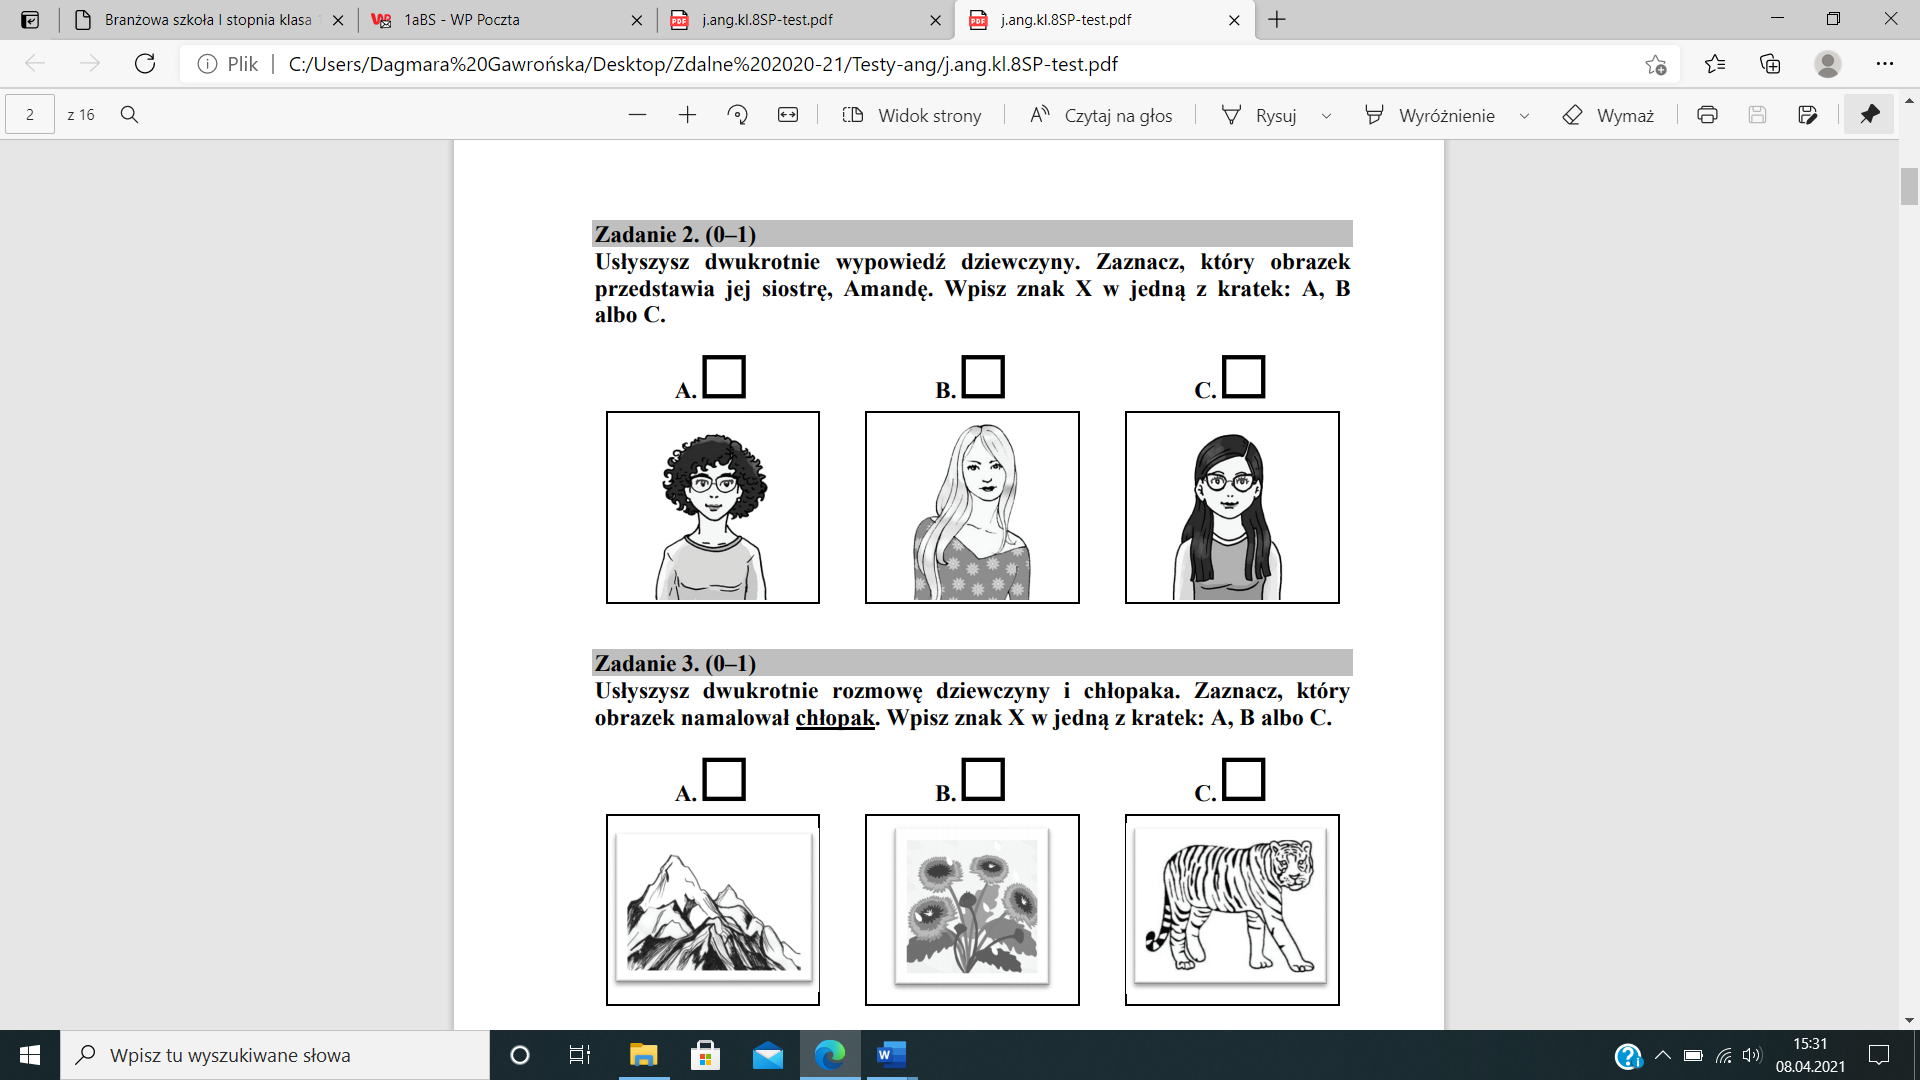 Branżowa szkoła I stopnia klasa
1aBS - WP Poczta
j.ang.kl.8SP-test.pdf
j.ang.kl.8SP-test.pdf
Plik
C:/Users/Dagmara%20Gawrońska/Desktop/Zdalne%202020-21/Testy-ang/j.ang.kl.8SP-test.pdf
2 z 16
Widok strony
Czytaj na głos
Rysuj
Wyróżnienie
Wymaż
Zadanie 2. (0–1)
Usłyszysz dwukrotnie wypowiedź dziewczyny. Zaznacz, który obrazek
przedstawia jej siostrę, Amandę. Wpisz znak X w jedną z kratek: A, B
albo C.
A. B. C.
Zadanie 3. (0–1)
Usłyszysz dwukrotnie rozmowę dziewczyny i chłopaka. Zaznacz, który
obrazek namalował chłopak. Wpisz znak X w jedną z kratek: A, B albo C.
A. B. C.
Wpisz tu wyszukiwane słowa
15:31
08.04.2021